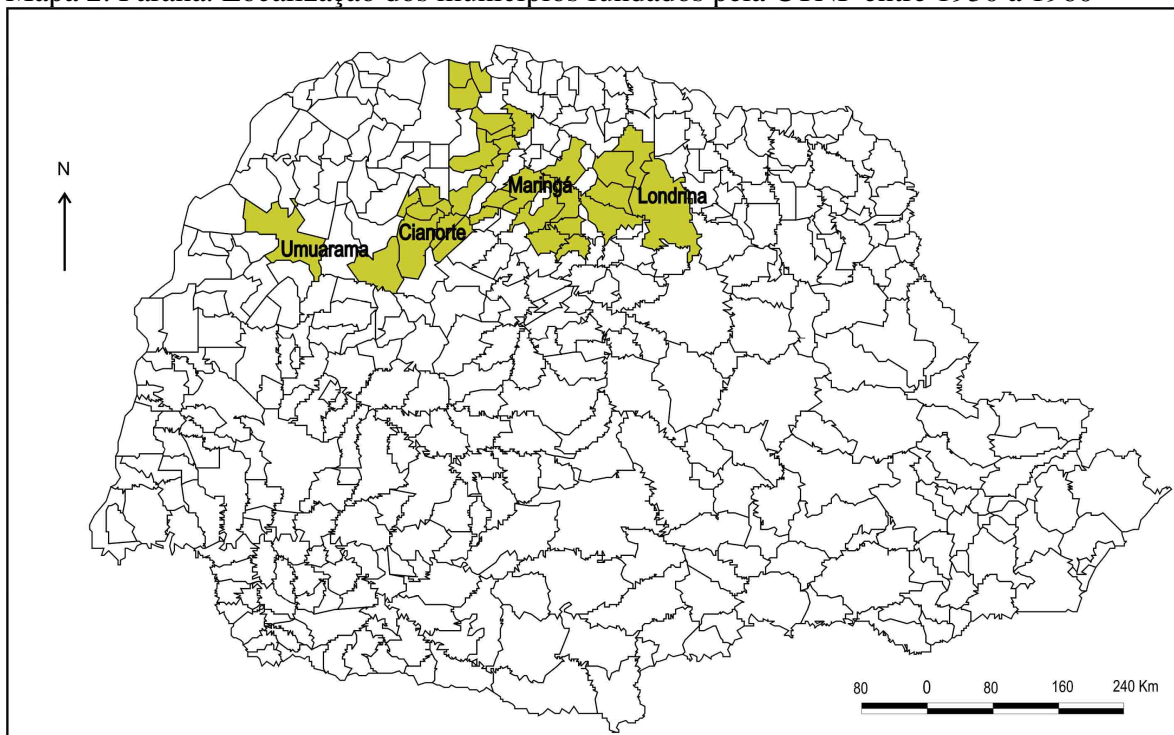 Mapa 2: Paraná: Localização dos municípios fundados pela CTNP entre 1930 a 1960
N
Maringá
Londrina
Cianorte
Umuarama
80 0 80 160 240 Km